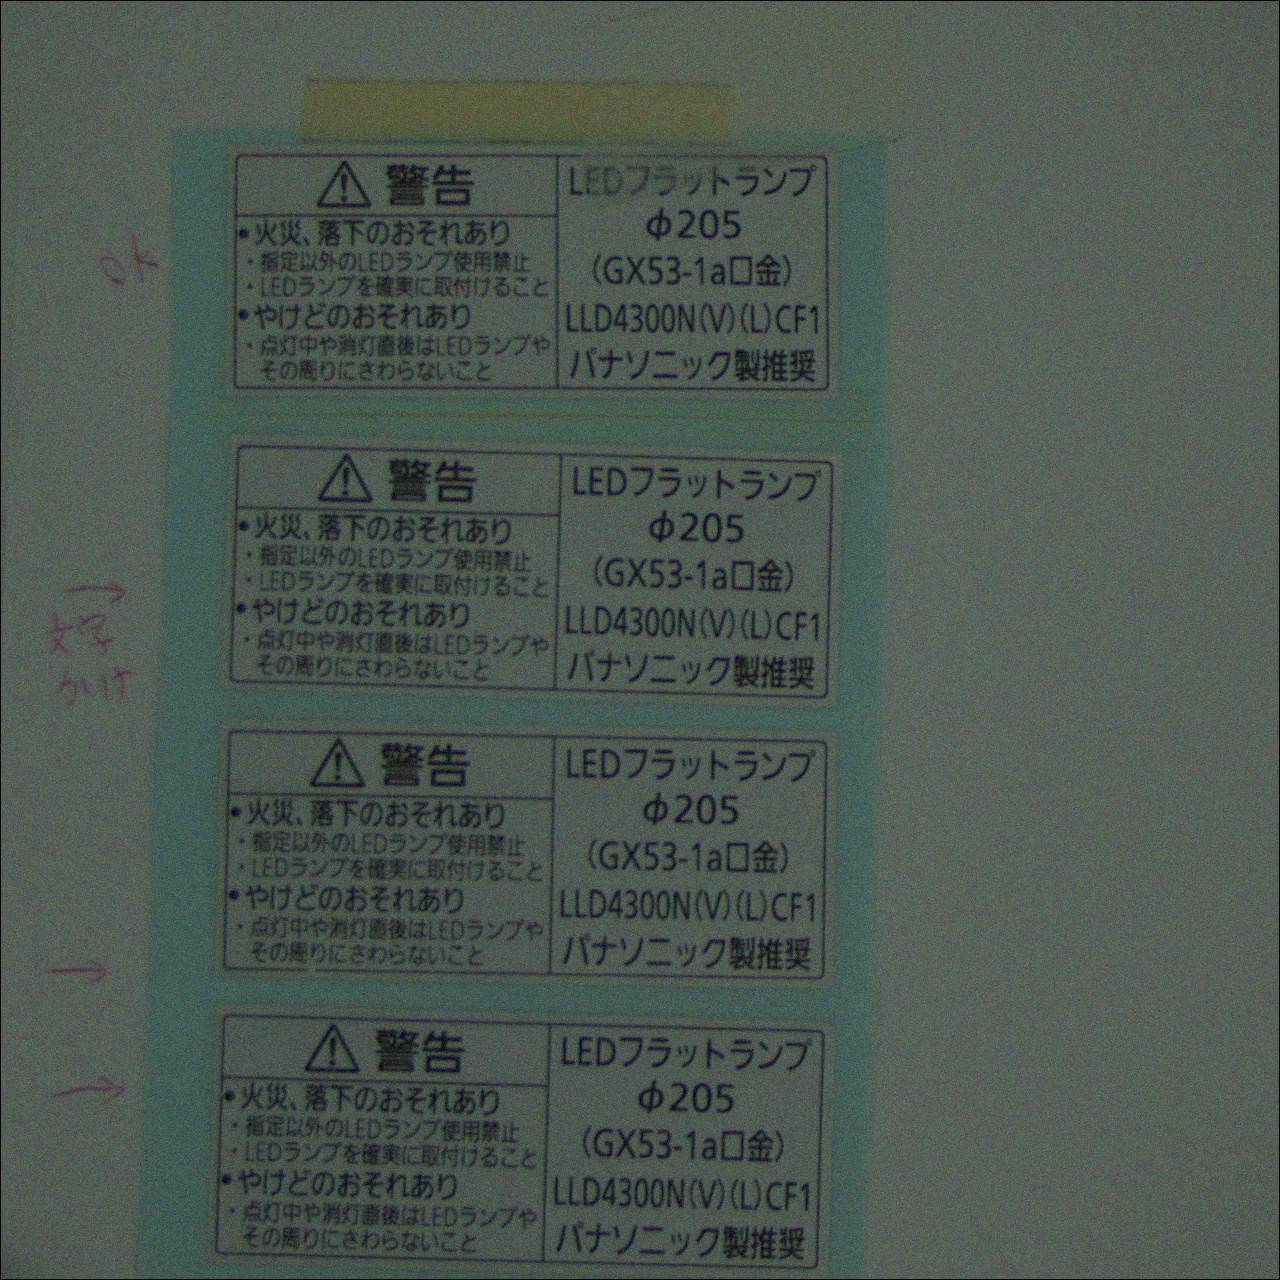 ok
⚠警告
•火災、落下のおそれあり
・指定以外のLEDランプ使用禁止
・LEDランプを確実に取付けること
•やけどのおそれあり
・点灯中や消灯直後はLEDランプや
その周りにさわらないこと
LEDフラットランプ
φ205
(GX53-1a口金)
LLD4300N(V)(L)CF1
パナソニック製推奨
→
文字
かけ
⚠警告
•火災、落下のおそれあり
・指定以外のLEDランプ使用禁止
・LEDランプを確実に取付けること
•やけどのおそれあり
・点灯中や消灯直後はLEDランプや
その周りにさわらないこと
LEDフラットランプ
φ205
(GX53-1a口金)
LLD4300N(V)(L)CF1
パナソニック製推奨
→
⚠警告
•火災、落下のおそれあり
・指定以外のLEDランプ使用禁止
・LEDランプを確実に取付けること
•やけどのおそれあり
・点灯中や消灯直後はLEDランプや
その周りにさわらないこと
LEDフラットランプ
φ205
(GX53-1a口金)
LLD4300N(V)(L)CF1
パナソニック製推奨
→
⚠警告
•火災、落下のおそれあり
・指定以外のLEDランプ使用禁止
・LEDランプを確実に取付けること
•やけどのおそれあり
・点灯中や消灯直後はLEDランプや
その周りにさわらないこと
LEDフラットランプ
φ205
(GX53-1a口金)
LLD4300N(V)(L)CF1
パナソニック製推奨